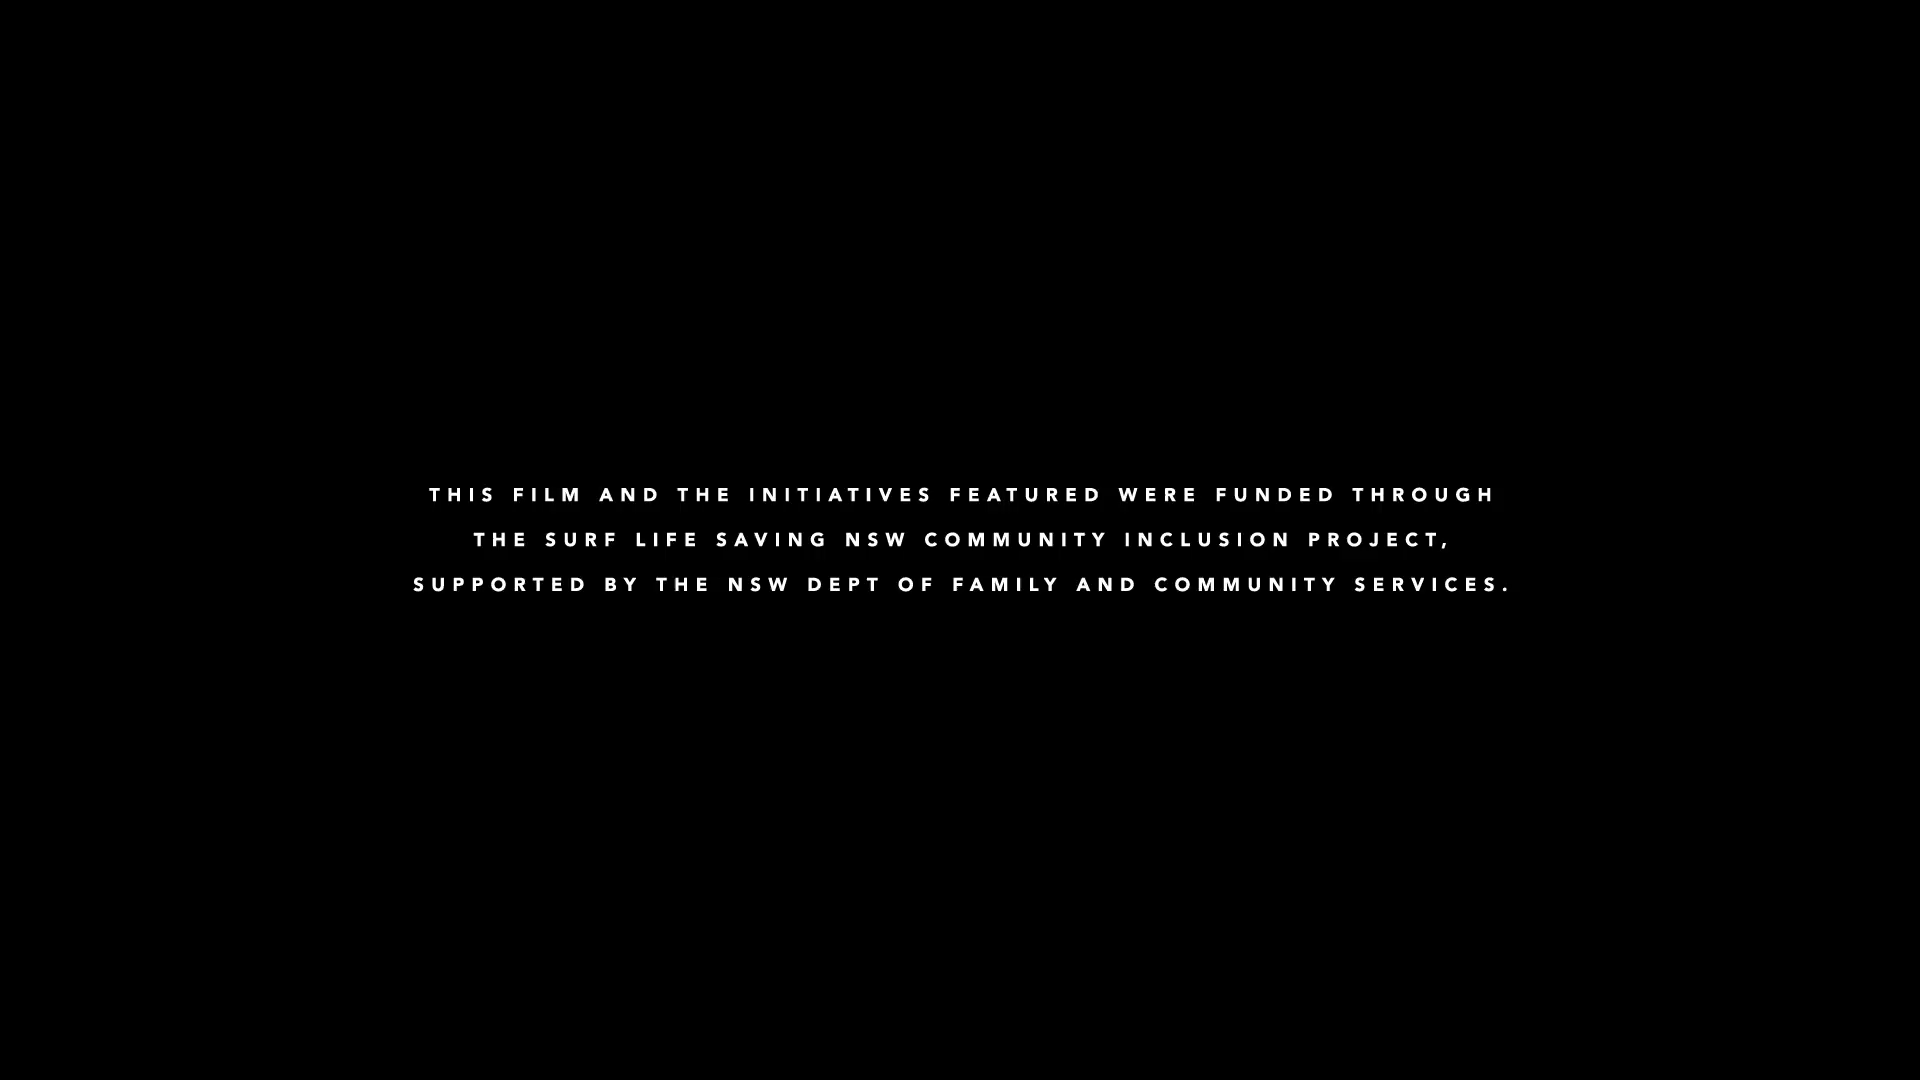 THIS FILM AND THE INITIATIVES FEATURED WERE FUNDED THROUGH
THE SURF LIFE SAVING NSW COMMUNITY INCLUSION PROJECT,
SUPPORTED BY THE NSW DEPT OF FAMILY AND COMMUNITY SERVICES.